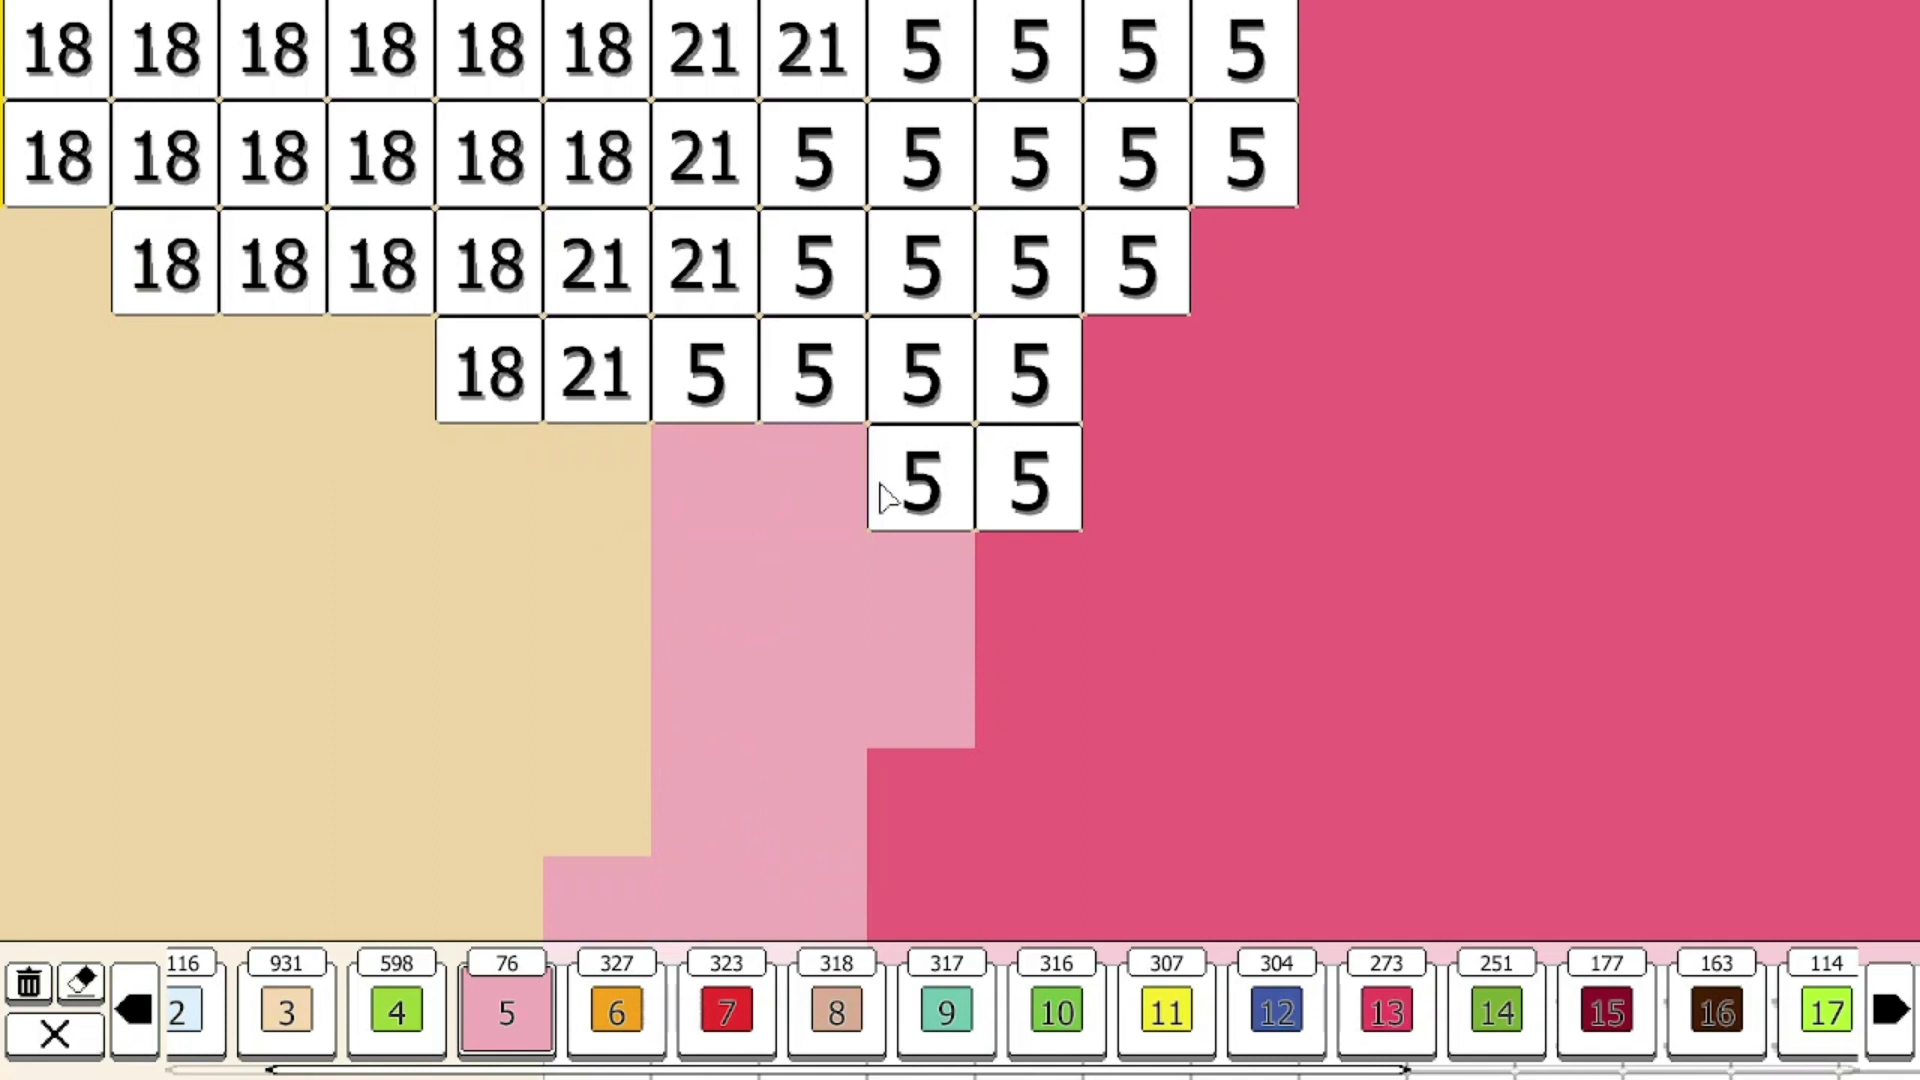 18 18 18 18 18 18 21 21 5 5 5 5
18 18 18 18 18 18 21 5 5 5 5 5
18 18 18 18 21 21 5 5 5 5
18 21 5 5 5 5
5 5
116 931 598 76 327 323 318 317 316 307 304 273 251 177 163 114
2 3 4 5 6 7 8 9 10 11 12 13 14 15 16 17